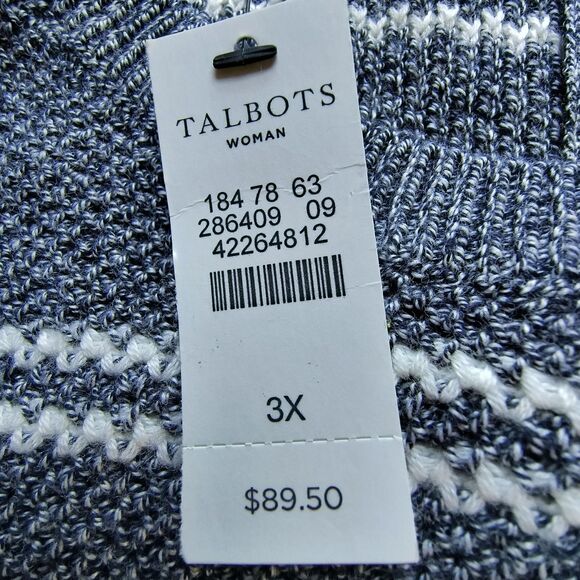 TALBOTS
WOMAN
184 78 63
286409 09
42264812
3X
$89.50